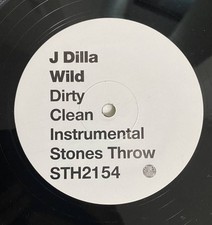 J Dilla
Wild
Dirty
Clean
Instrumental
Stones Throw
STH2154